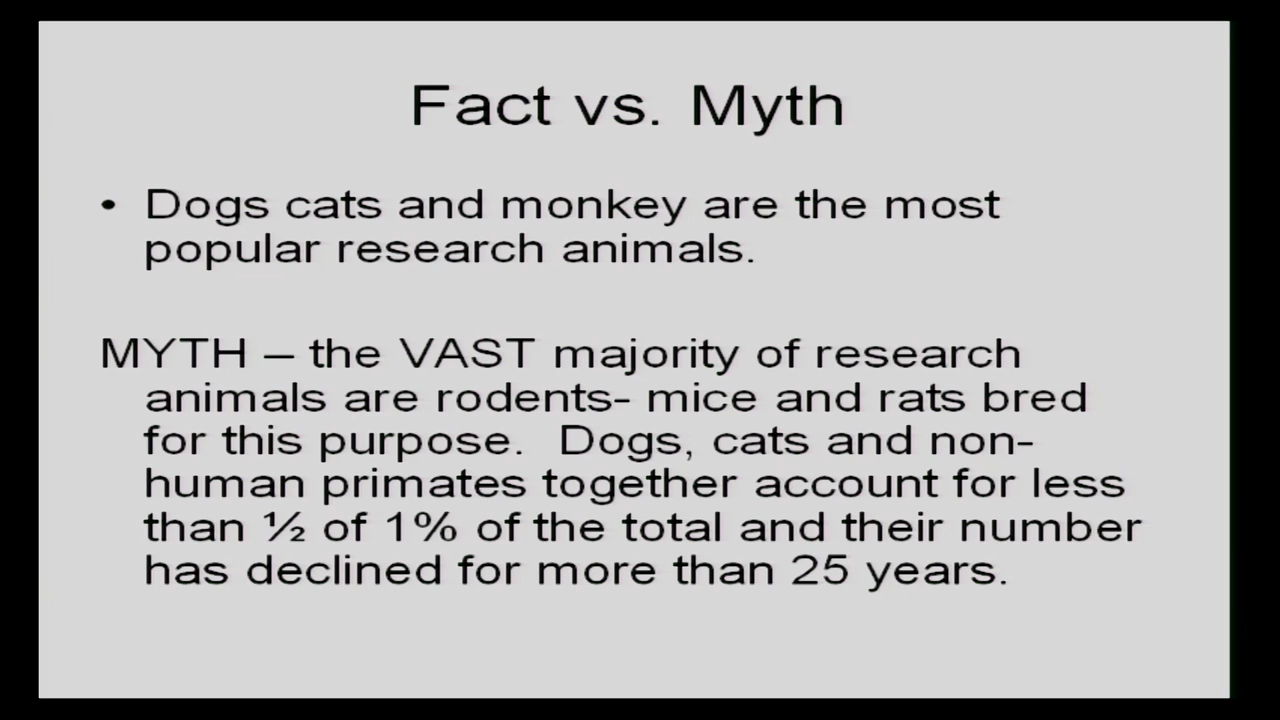 Fact vs. Myth
• Dogs cats and monkey are the most
popular research animals.
MYTH – the VAST majority of research
animals are rodents- mice and rats bred
for this purpose. Dogs, cats and non-
human primates together account for less
than ½ of 1% of the total and their number
has declined for more than 25 years.